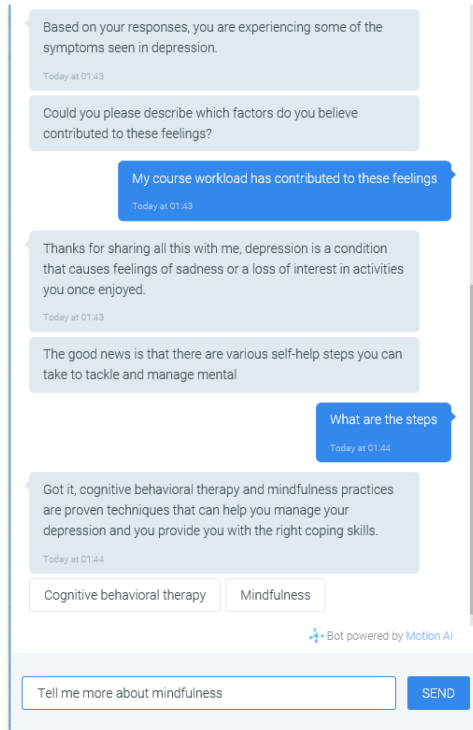 Based on your responses, you are experiencing some of the
symptoms seen in depression.
Today at 01:43
Could you please describe which factors do you believe
contributed to these feelings?
My course workload has contributed to these feelings
Today at 01:43
Thanks for sharing all this with me, depression is a condition
that causes feelings of sadness or a loss of interest in activities
you once enjoyed.
Today at 01:43
The good news is that there are various self-help steps you can
take to tackle and manage mental
What are the steps
Today at 01:44
Got it, cognitive behavioral therapy and mindfulness practices
are proven techniques that can help you manage your
depression and you provide you with the right coping skills.
Today at 01:44
Cognitive behavioral therapy Mindfulness
Bot powered by Motion AI
Tell me more about mindfulness SEND